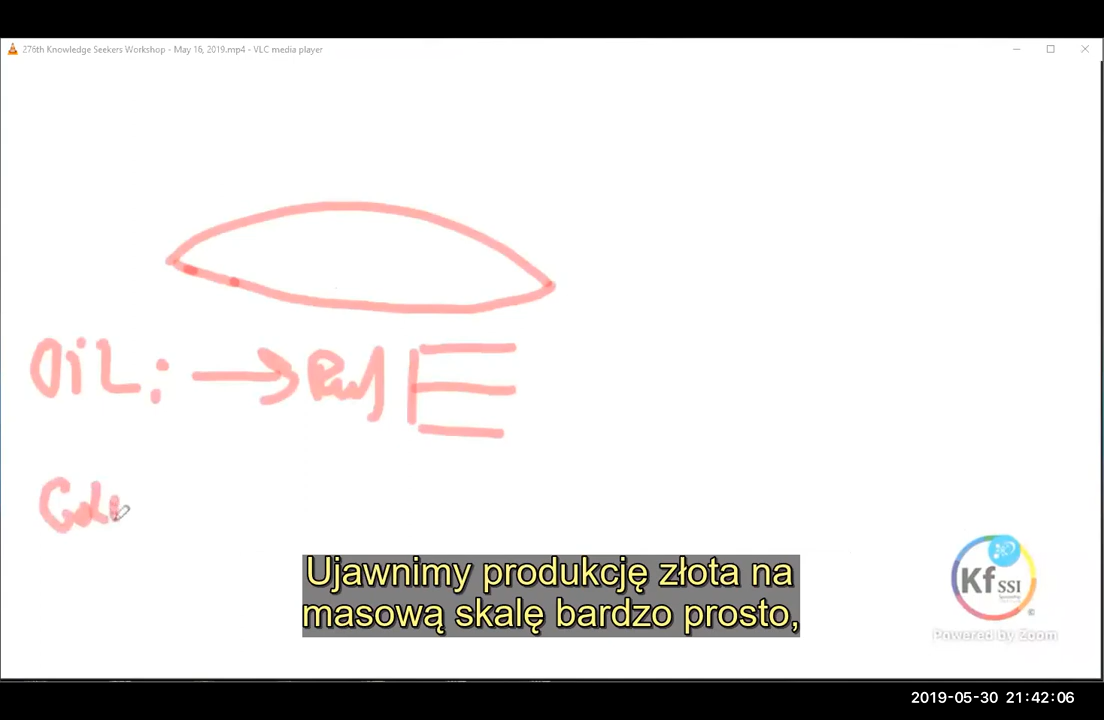 276th Knowledge Seekers Workshop - May 16, 2019.mp4 - VLC media player
OiL: →
Ujawnimy produkcję złota na
masową skalę bardzo prosto,
Kf SSI
©
Powered by Zoom
2019-05-30 21:42:06